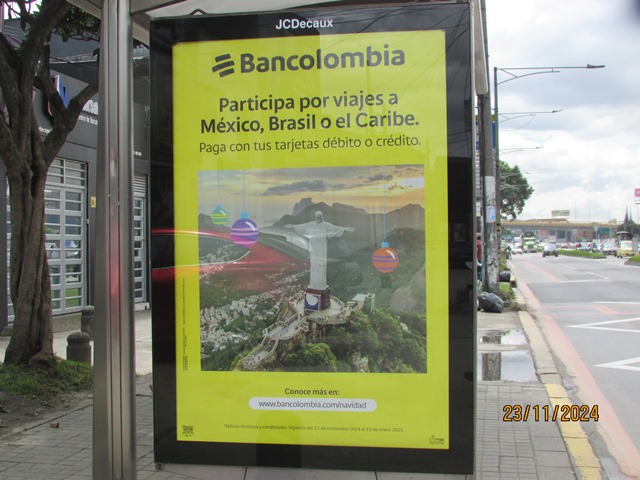 JCDecaux
Bancolombia
Participa por viajes a
México, Brasil o el Caribe.
Paga con tus tarjetas débito o crédito.
Conoce más en:
www.bancolombia.com/navidad
23/11/2024